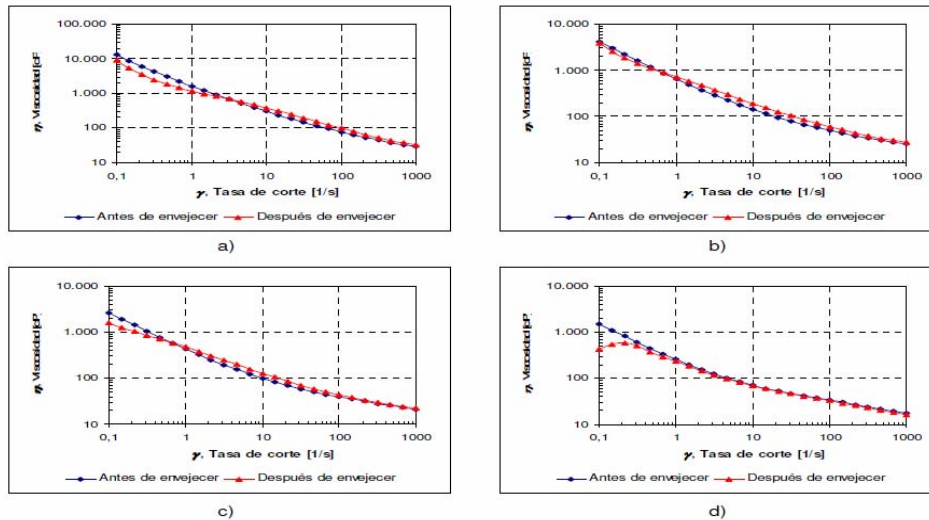 100.000
10.000
1.000
100
10
0,1 1 10 100 1000
η, Viscosidad [cP]
γ, Tasa de corte [1/s]
Antes de envejecer Después de envejecer
a)
10.000
1.000
100
10
0,1 1 10 100 1000
η, Viscosidad [cP]
γ, Tasa de corte [1/s]
Antes de envejecer Después de envejecer
b)
10.000
1.000
100
10
0,1 1 10 100 1000
η, Viscosidad [cP]
γ, Tasa de corte [1/s]
Antes de envejecer Después de envejecer
c)
10.000
1.000
100
10
0,1 1 10 100 1000
η, Viscosidad [cP]
γ, Tasa de corte [1/s]
Antes de envejecer Después de envejecer
d)